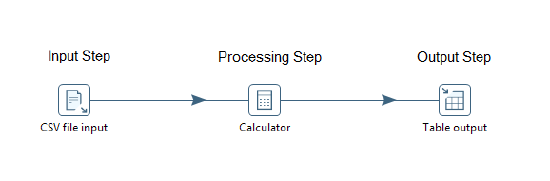 Input Step
Processing Step
Output Step
CSV file input
Calculator
Table output